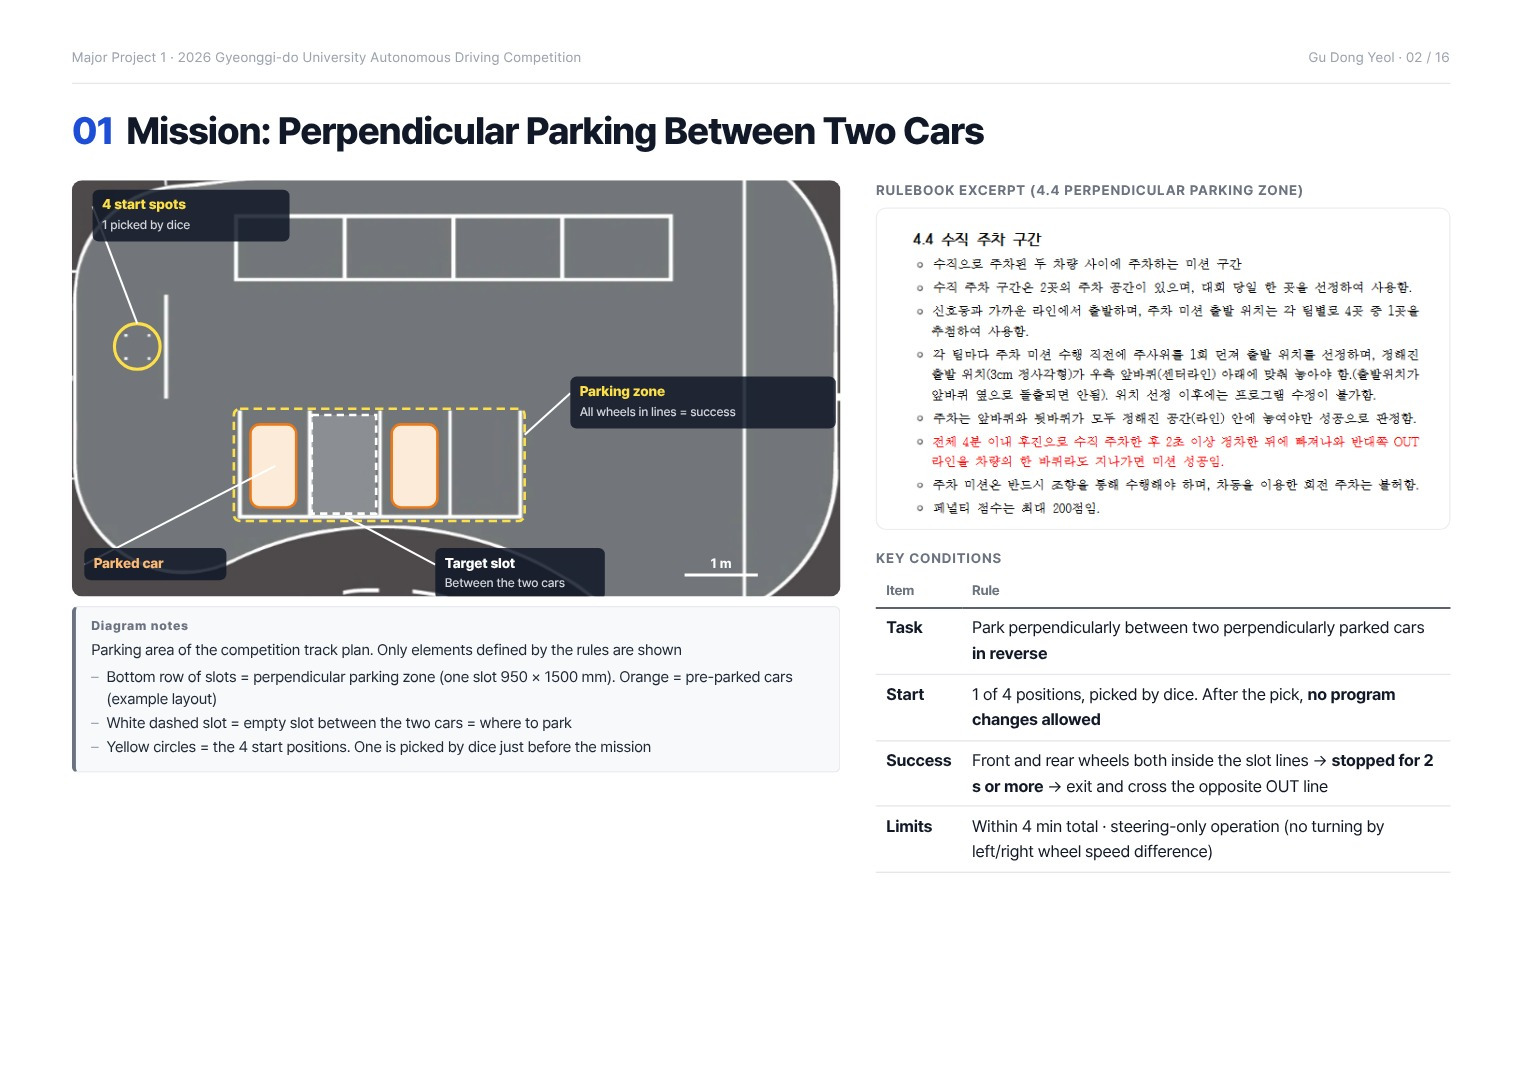 Major Project 1 · 2026 Gyeonggi-do University Autonomous Driving Competition
Gu Dong Yeol · 02 / 16
01 Mission: Perpendicular Parking Between Two Cars
4 start spots
1 picked by dice
Parking zone
All wheels in lines = success
Parked car
Target slot
Between the two cars
1 m
Diagram notes
Parking area of the competition track plan. Only elements defined by the rules are shown
– Bottom row of slots = perpendicular parking zone (one slot 950 × 1500 mm). Orange = pre-parked cars
(example layout)
– White dashed slot = empty slot between the two cars = where to park
– Yellow circles = the 4 start positions. One is picked by dice just before the mission
RULEBOOK EXCERPT (4.4 PERPENDICULAR PARKING ZONE)
4.4 수직 주차 구간
수직으로 주차된 두 차량 사이에 주차하는 미션 구간
수직 주차 구간은 2곳의 주차 공간이 있으며, 대회 당일 한 곳을 선정하여 사용함.
신호등과 가까운 라인에서 출발하며, 주차 미션 출발 위치는 각 팀별로 4곳 중 1곳을
추첨하여 사용함.
각 팀마다 주차 미션 수행 직전에 주사위를 1회 던져 출발 위치를 선정하며, 정해진
출발 위치(3cm 정사각형)가 우측 앞바퀴(센터라인) 아래에 맞춰 놓아야 함.(출발위치가
앞바퀴 옆으로 돌출되면 안됨). 위치 선정 이후에는 프로그램 수정이 불가함.
주차는 앞바퀴와 뒷바퀴가 모두 정해진 공간(라인) 안에 놓여야만 성공으로 판정함.
전체 4분 이내 후진으로 수직 주차한 후 2초 이상 정차한 뒤에 빠져나와 반대쪽 OUT
라인을 차량의 한 바퀴라도 지나가면 미션 성공임.
주차 미션은 반드시 조향을 통해 수행해야 하며, 차동을 이용한 회전 주차는 불허함.
페널티 점수는 최대 200점임.
KEY CONDITIONS
Item Rule
Task Park perpendicularly between two perpendicularly parked cars
in reverse
Start 1 of 4 positions, picked by dice. After the pick, no program
changes allowed
Success Front and rear wheels both inside the slot lines → stopped for 2
s or more → exit and cross the opposite OUT line
Limits Within 4 min total · steering-only operation (no turning by
left/right wheel speed difference)